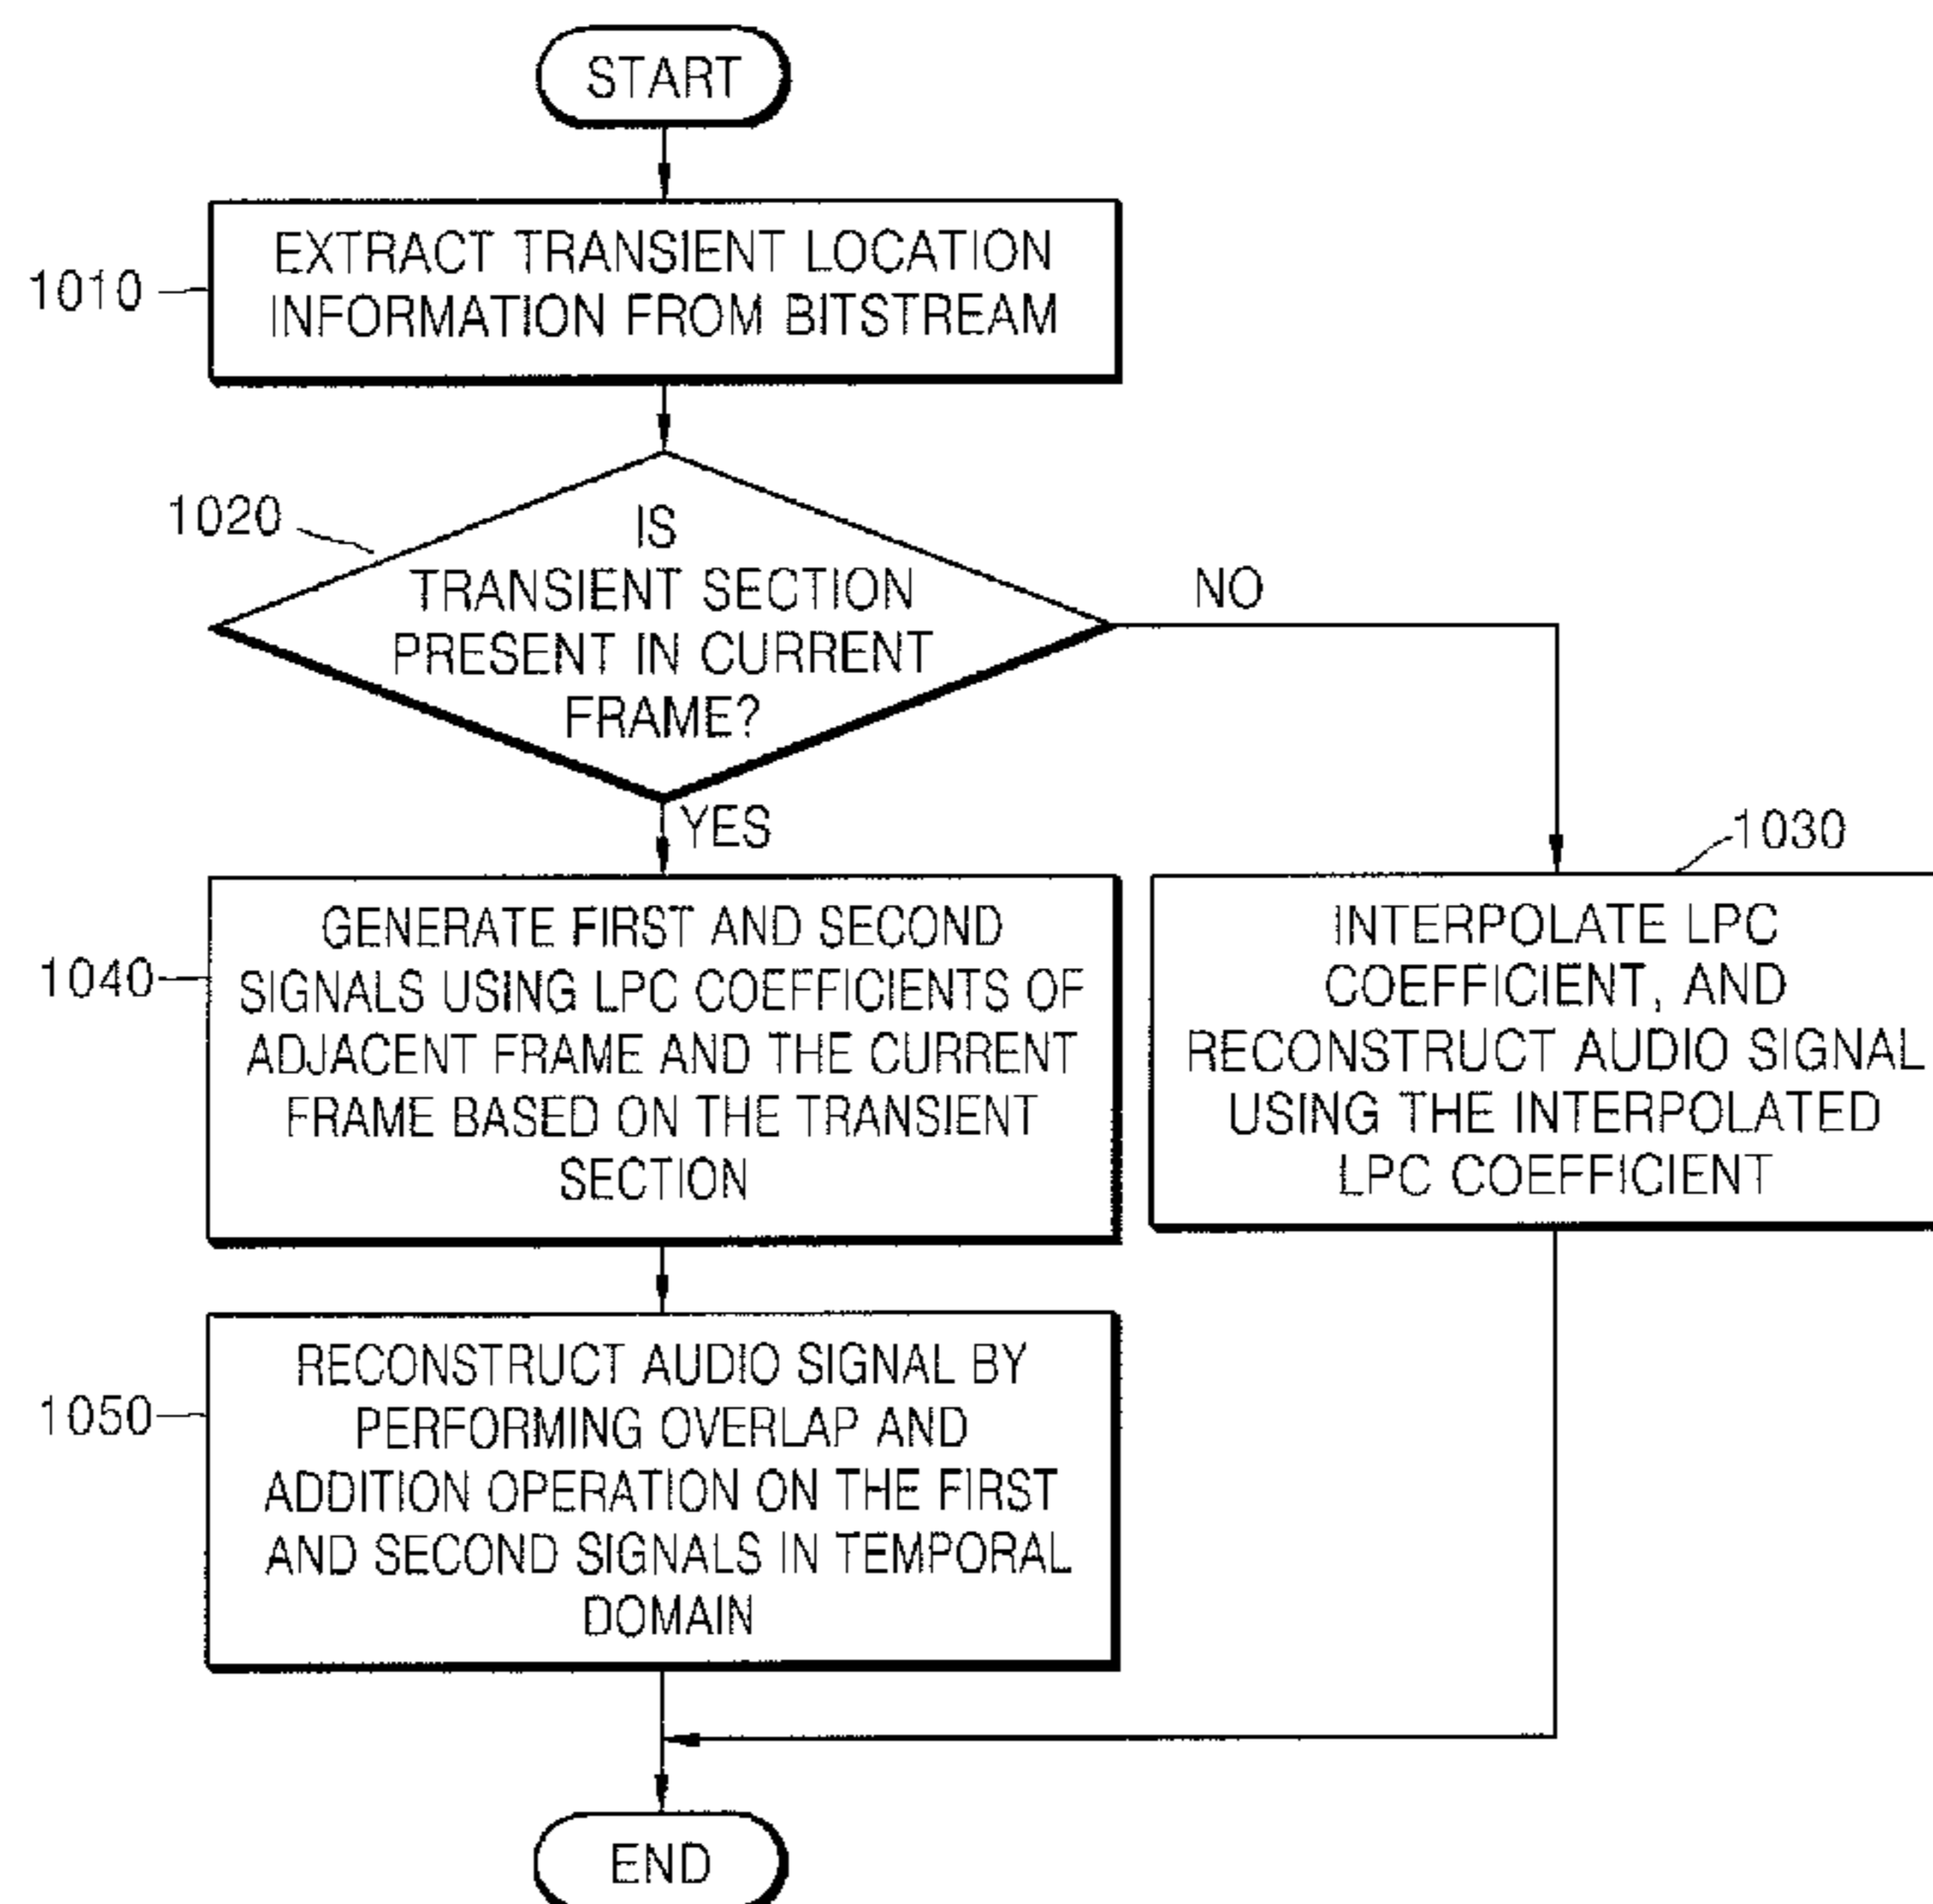 START
1010
EXTRACT TRANSIENT LOCATION
INFORMATION FROM BITSTREAM
1020
IS
TRANSIENT SECTION
PRESENT IN CURRENT
FRAME?
NO
YES
1040
GENERATE FIRST AND SECOND
SIGNALS USING LPC COEFFICIENTS OF
ADJACENT FRAME AND THE CURRENT
FRAME BASED ON THE TRANSIENT
SECTION
1030
INTERPOLATE LPC
COEFFICIENT, AND
RECONSTRUCT AUDIO SIGNAL
USING THE INTERPOLATED
LPC COEFFICIENT
1050
RECONSTRUCT AUDIO SIGNAL BY
PERFORMING OVERLAP AND
ADDITION OPERATION ON THE FIRST
AND SECOND SIGNALS IN TEMPORAL
DOMAIN
END